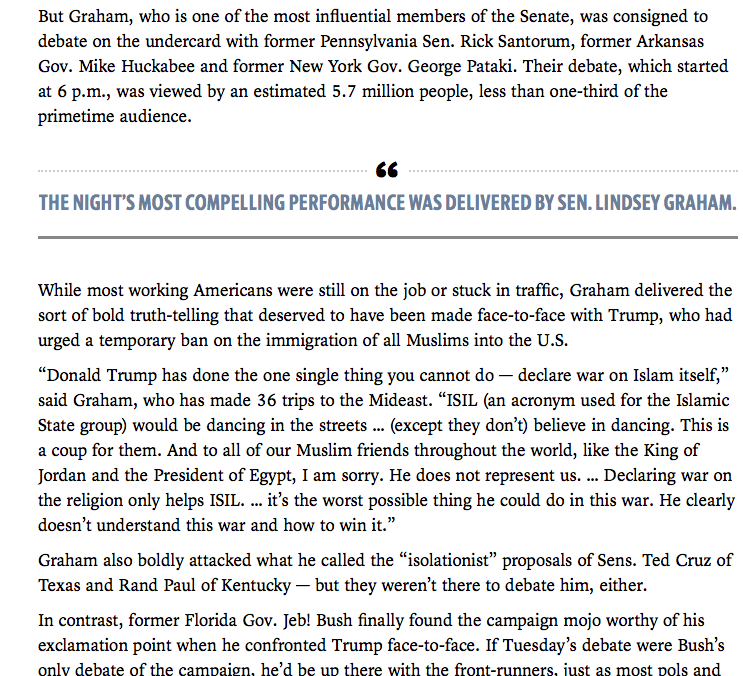 But Graham, who is one of the most influential members of the Senate, was consigned to
debate on the undercard with former Pennsylvania Sen. Rick Santorum, former Arkansas
Gov. Mike Huckabee and former New York Gov. George Pataki. Their debate, which started
at 6 p.m., was viewed by an estimated 5.7 million people, less than one-third of the
primetime audience.
“
THE NIGHT’S MOST COMPELLING PERFORMANCE WAS DELIVERED BY SEN. LINDSEY GRAHAM.
While most working Americans were still on the job or stuck in traffic, Graham delivered the
sort of bold truth-telling that deserved to have been made face-to-face with Trump, who had
urged a temporary ban on the immigration of all Muslims into the U.S.
“Donald Trump has done the one single thing you cannot do — declare war on Islam itself,”
said Graham, who has made 36 trips to the Mideast. “ISIL (an acronym used for the Islamic
State group) would be dancing in the streets ... (except they don’t) believe in dancing. This is
a coup for them. And to all of our Muslim friends throughout the world, like the King of
Jordan and the President of Egypt, I am sorry. He does not represent us. ... Declaring war on
the religion only helps ISIL. ... it’s the worst possible thing he could do in this war. He clearly
doesn’t understand this war and how to win it.”
Graham also boldly attacked what he called the “isolationist” proposals of Sens. Ted Cruz of
Texas and Rand Paul of Kentucky — but they weren’t there to debate him, either.
In contrast, former Florida Gov. Jeb! Bush finally found the campaign mojo worthy of his
exclamation point when he confronted Trump face-to-face. If Tuesday’s debate were Bush’s
only debate of the campaign, he’d be up there with the front-runners, just as most pols and